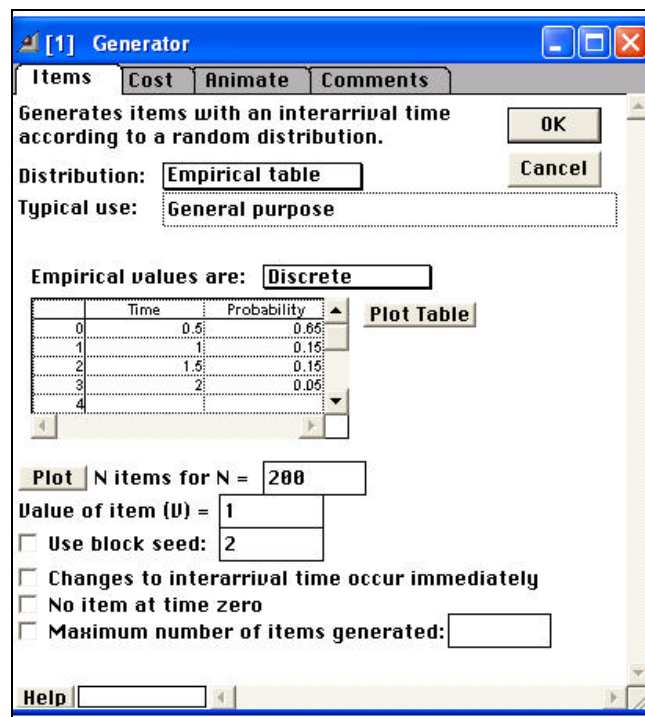 [1] Generator
Items Cost Animate Comments
Generates items with an interarrival time
according to a random distribution.
OK
Cancel
Distribution: Empirical table
Typical use: General purpose
Empirical values are: Discrete
Time Probability
0 0.5 0.65
1 1 0.15
2 1.5 0.15
3 2 0.05
4
Plot Table
Plot N items for N = 200
Value of item (V) = 1
Use block seed: 2
Changes to interarrival time occur immediately
No item at time zero
Maximum number of items generated:
Help